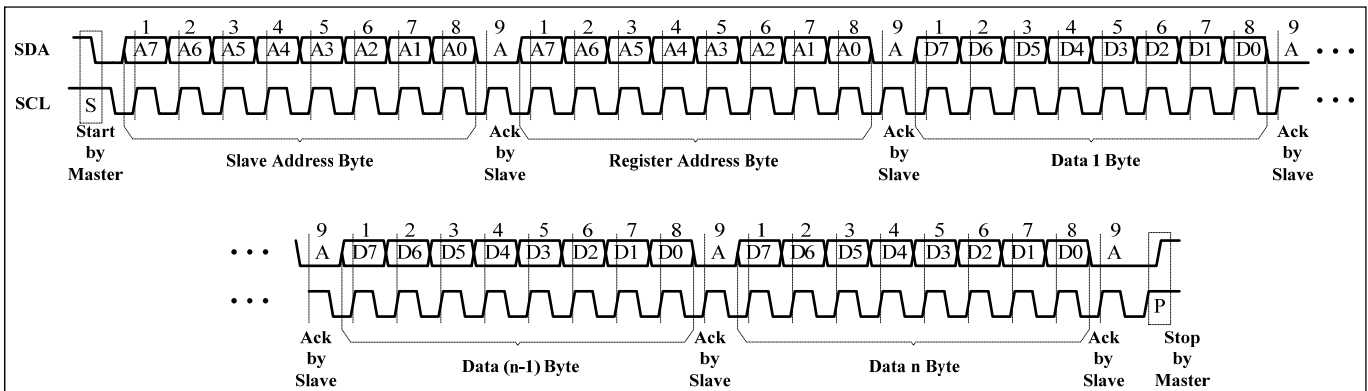 1 2 3 4 5 6 7 8 9 1 2 3 4 5 6 7 8 9 1 2 3 4 5 6 7 8 9
SDA A7 A6 A5 A4 A3 A2 A1 A0 A A7 A6 A5 A4 A3 A2 A1 A0 A D7 D6 D5 D4 D3 D2 D1 D0 A • • •
SCL S • • •
Start by Master
Slave Address Byte
Ack by Slave
Register Address Byte
Ack by Slave
Data 1 Byte
Ack by Slave
9 1 2 3 4 5 6 7 8 9 1 2 3 4 5 6 7 8 9
• • • A D7 D6 D5 D4 D3 D2 D1 D0 A D7 D6 D5 D4 D3 D2 D1 D0 A
• • • P
Ack by Slave
Data (n-1) Byte
Ack by Slave
Data n Byte
Ack by Slave
Stop by Master